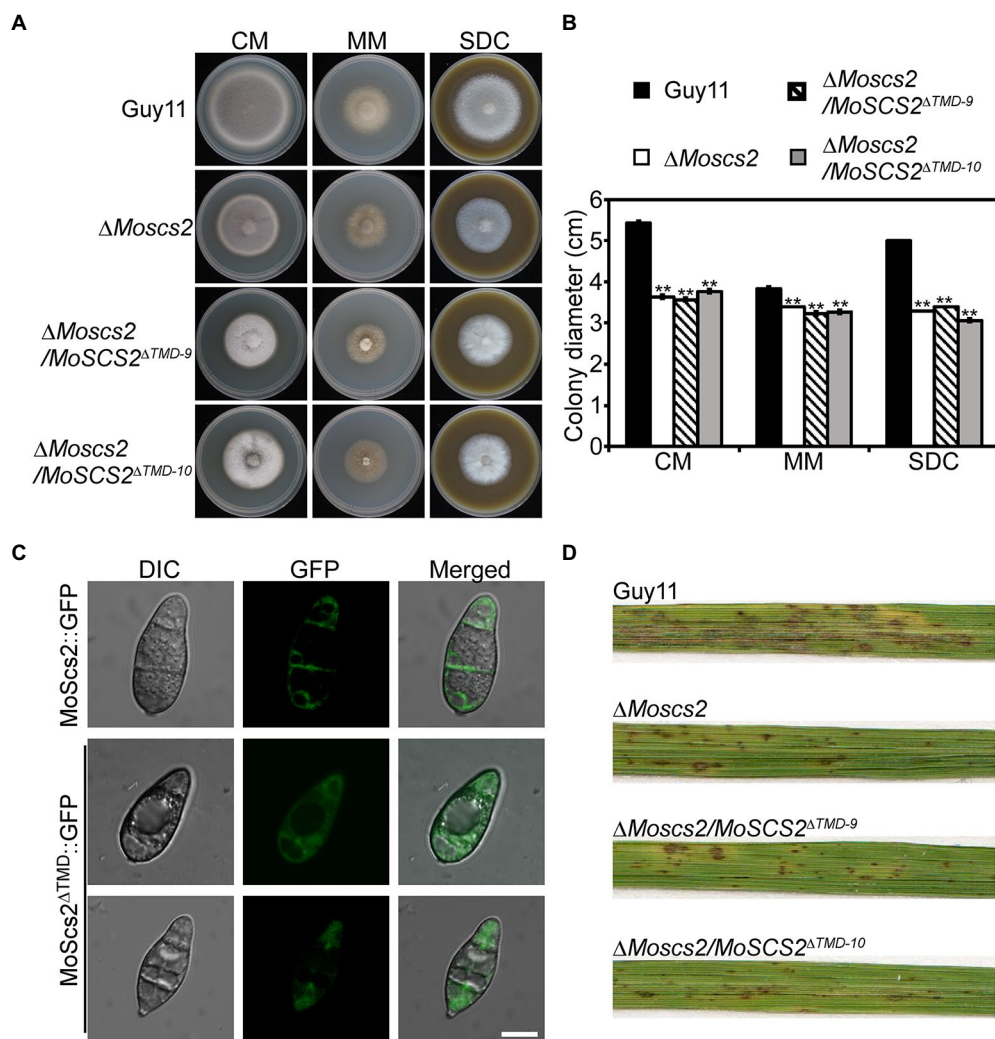 A
CM MM SDC
Guy11
ΔMoscs2
ΔMoscs2
/MoSCS2ΔTMD-9
ΔMoscs2
/MoSCS2ΔTMD-10
B
Guy11
ΔMoscs2
/MoSCS2ΔTMD-9
ΔMoscs2
ΔMoscs2
/MoSCS2ΔTMD-10
Colony diameter (cm)
6
5
4
3
2
1
0
** ** **
** ** **
** ** **
CM MM SDC
C
DIC GFP Merged
MoScs2::GFP
MoScs2ΔTMD::GFP
D
Guy11
ΔMoscs2
ΔMoscs2/MoSCS2ΔTMD-9
ΔMoscs2/MoSCS2ΔTMD-10